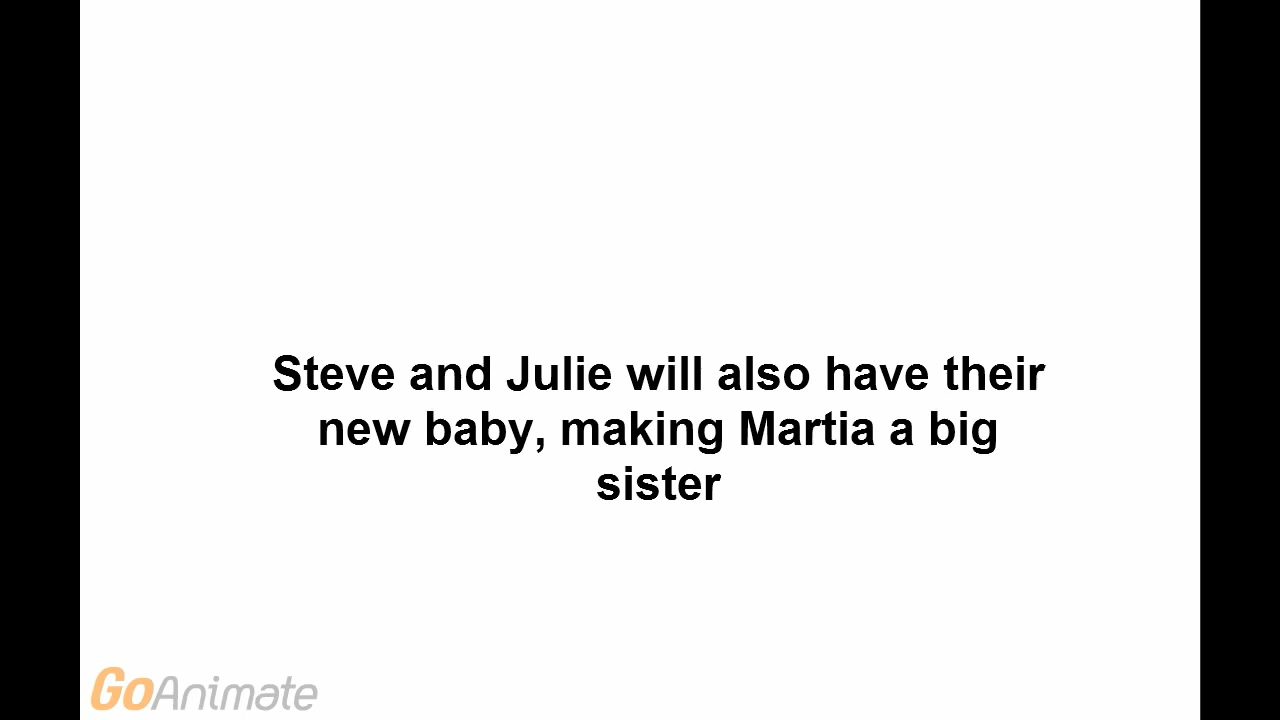 Steve and Julie will also have their
new baby, making Martia a big
sister
GoAnimate